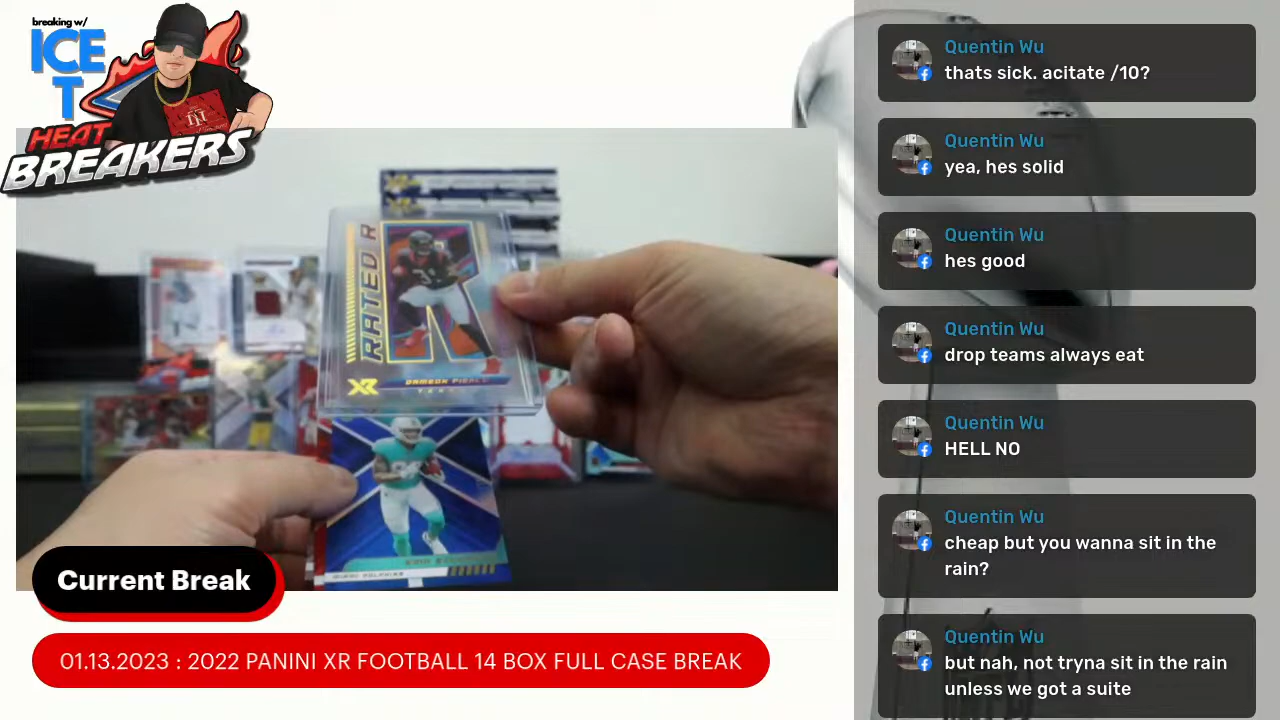 breaking w/
ICE
T
HEAT
BREAKERS
RATED R
XR
DAMEON PIERCE
Current Break
01.13.2023 : 2022 PANINI XR FOOTBALL 14 BOX FULL CASE BREAK
Quentin Wu
thats sick. acitate /10?
Quentin Wu
yea, hes solid
Quentin Wu
hes good
Quentin Wu
drop teams always eat
Quentin Wu
HELL NO
Quentin Wu
cheap but you wanna sit in the
rain?
Quentin Wu
but nah, not tryna sit in the rain
unless we got a suite